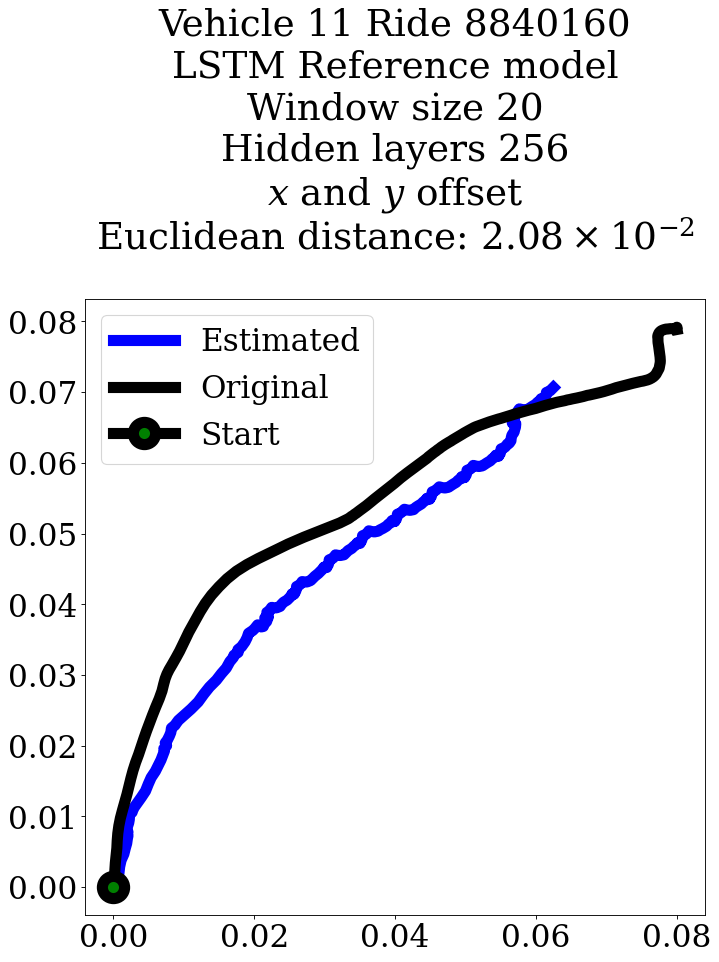 Vehicle 11 Ride 8840160
LSTM Reference model
Window size 20
Hidden layers 256
x and y offset
Euclidean distance: 2.08 × 10⁻²
Estimated
Original
Start
0.08
0.07
0.06
0.05
0.04
0.03
0.02
0.01
0.00
0.00 0.02 0.04 0.06 0.08